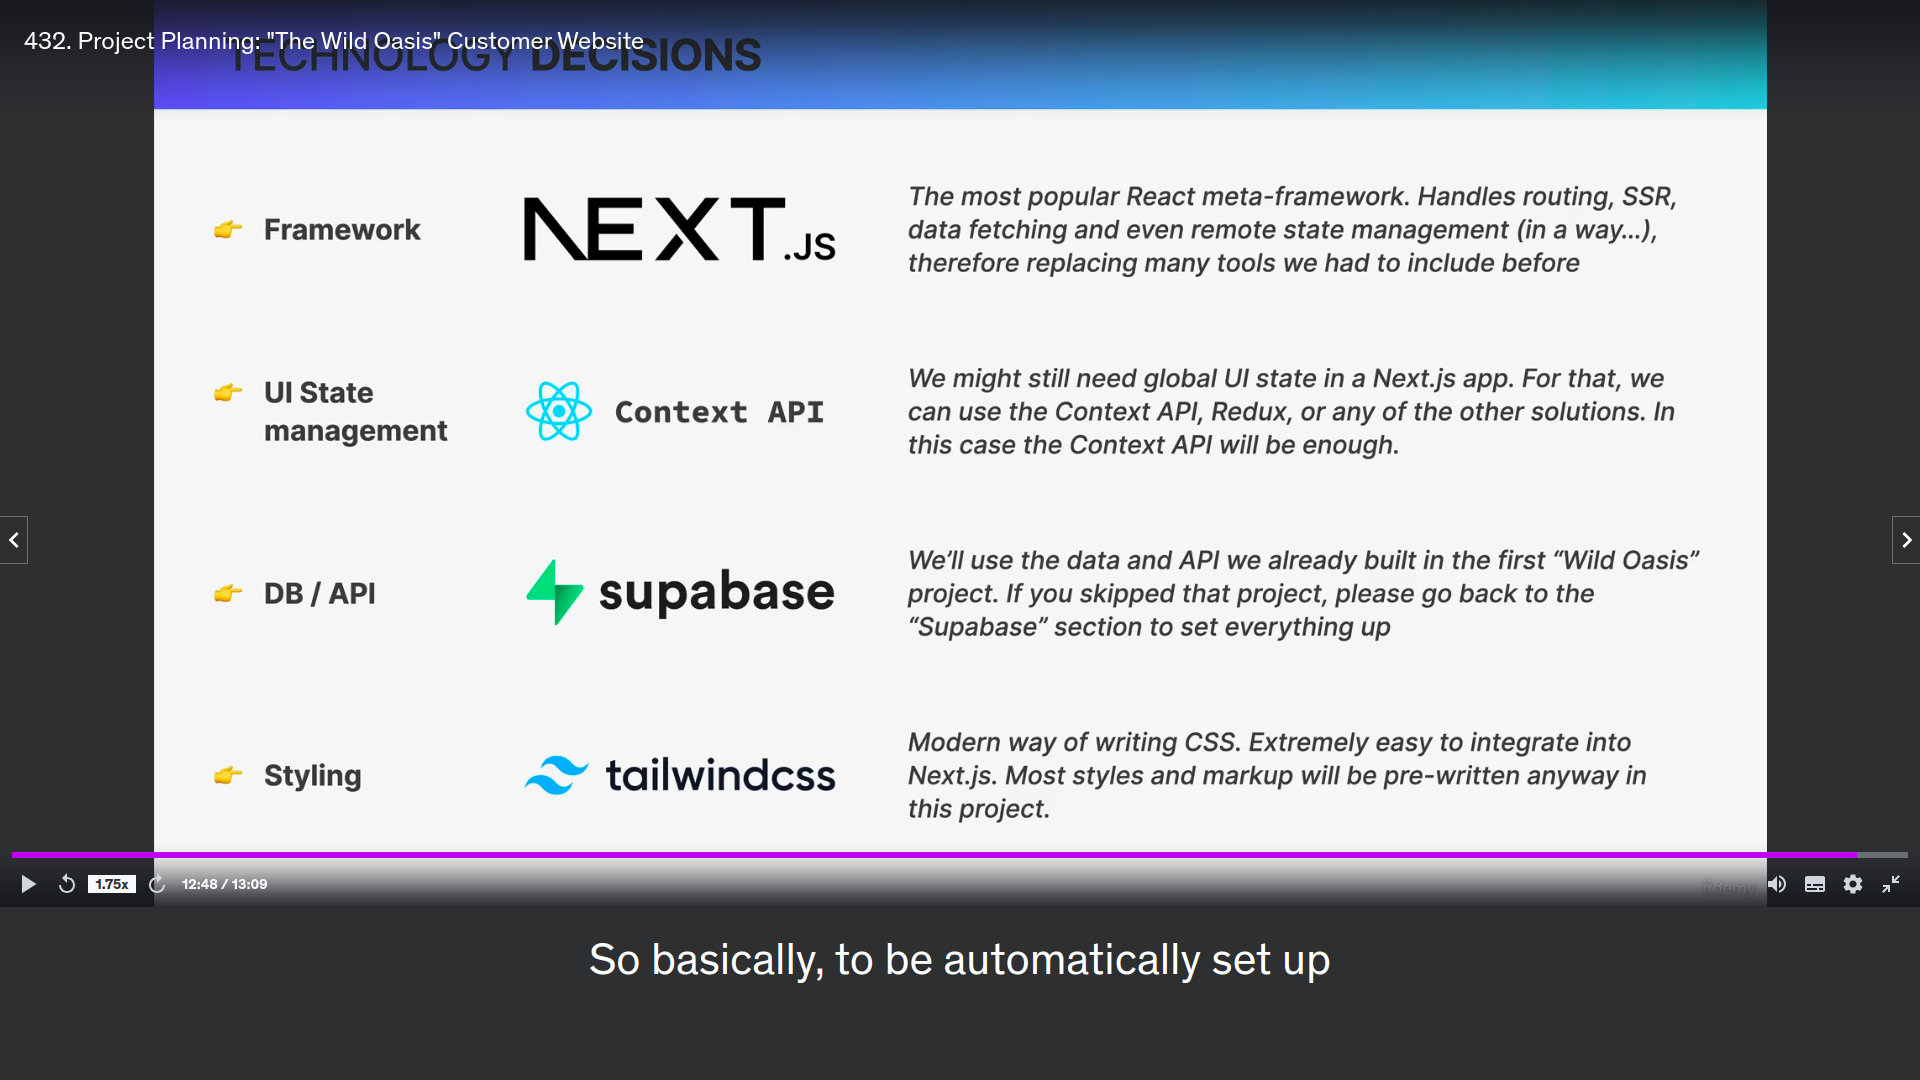 432. Project Planning: "The Wild Oasis" Customer Website
TECHNOLOGY DECISIONS
👉 Framework
NEXT.JS
The most popular React meta-framework. Handles routing, SSR,
data fetching and even remote state management (in a way...),
therefore replacing many tools we had to include before
👉 UI State
management
Context API
We might still need global UI state in a Next.js app. For that, we
can use the Context API, Redux, or any of the other solutions. In
this case the Context API will be enough.
👉 DB / API
supabase
We’ll use the data and API we already built in the first “Wild Oasis”
project. If you skipped that project, please go back to the
“Supabase” section to set everything up
👉 Styling
tailwindcss
Modern way of writing CSS. Extremely easy to integrate into
Next.js. Most styles and markup will be pre-written anyway in
this project.
1.75x
12:48 / 13:09
Udemy
So basically, to be automatically set up